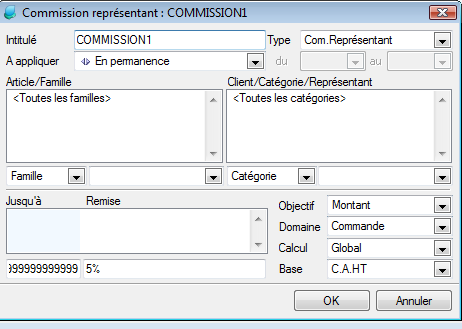 Commission représentant : COMMISSION1
Intitulé COMMISSION1 Type Com.Représentant
A appliquer En permanence du au
Article/Famille Client/Catégorie/Représentant
<Toutes les familles> <Toutes les catégories>
Famille Catégorie
Jusqu'à Remise Objectif Montant
Domaine Commande
Calcul Global
999999999999 5% Base C.A.HT
OK Annuler